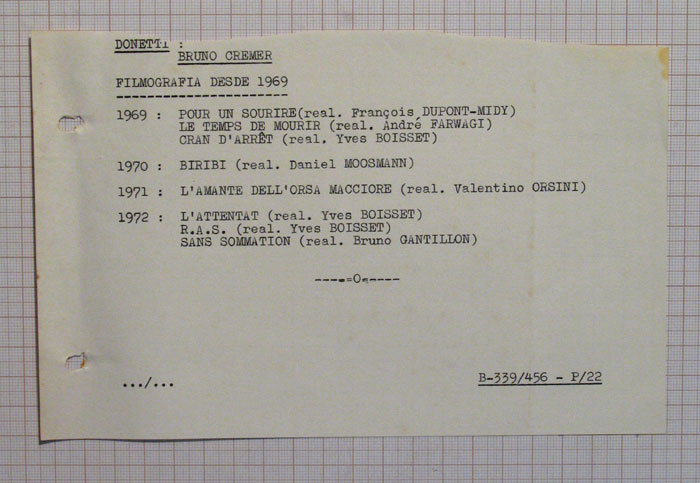 DONETTI :
BRUNO CREMER
FILMOGRAFIA DESDE 1969
1969 : POUR UN SOURIRE(real. François DUPONT-MIDY)
LE TEMPS DE MOURIR (real. André FARWAGI)
CRAN D'ARRÊT (real. Yves BOISSET)
1970 : BIRIBI (real. Daniel MOOSMANN)
1971 : L'AMANTE DELL'ORSA MACCIORE (real. Valentino ORSINI)
1972 : L'ATTENTAT (real. Yves BOISSET)
R.A.S. (real. Yves BOISSET)
SANS SOMMATION (real. Bruno GANTILLON)
----=O=----
.../...
B-339/456 - P/22